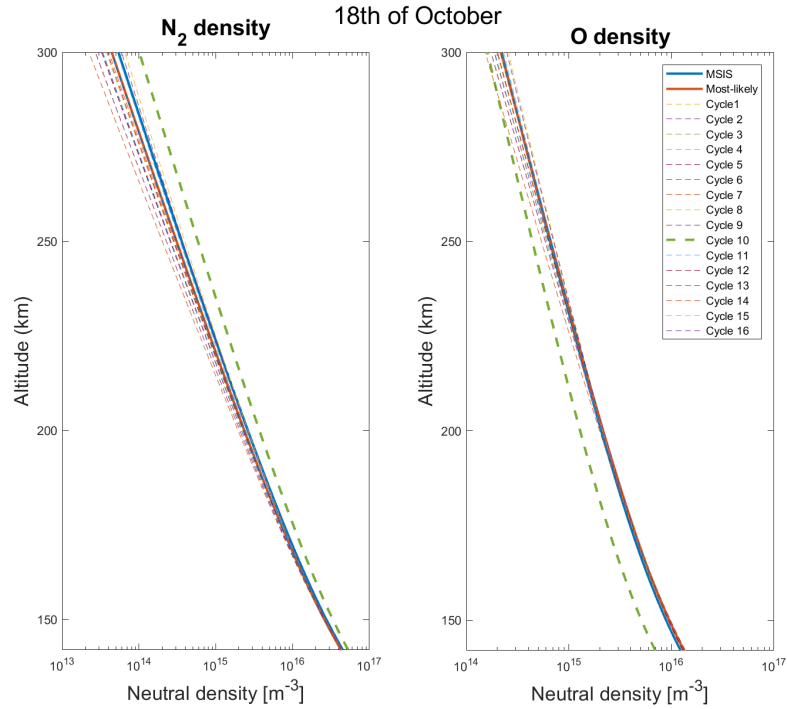 18th of October
N2 density
O density
300
250
200
150
10^13
10^14
10^15
10^16
10^17
Altitude (km)
Neutral density [m^-3]
300
250
200
150
10^14
10^15
10^16
10^17
Altitude (km)
Neutral density [m^-3]
MSIS
Most-likely
Cycle1
Cycle 2
Cycle 3
Cycle 4
Cycle 5
Cycle 6
Cycle 7
Cycle 8
Cycle 9
Cycle 10
Cycle 11
Cycle 12
Cycle 13
Cycle 14
Cycle 15
Cycle 16